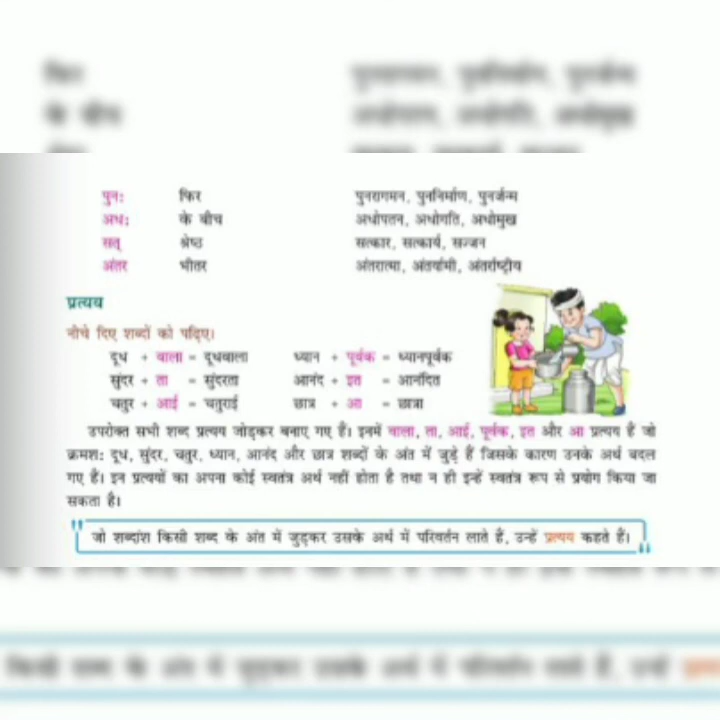 पुनः फिर पुनरागमन, पुनर्निर्माण, पुनर्जन्म
अधः के बीच अधोपतन, अधोगति, अधोमुख
सत् श्रेष्ठ सत्कार, सत्कार्य, सज्जन
अंतर भीतर अंतरात्मा, अंतर्यामी, अंतर्राष्ट्रीय
प्रत्यय
नीचे दिए शब्दों को पढ़िए।
दूध + वाला = दूधवाला ध्यान + पूर्वक = ध्यानपूर्वक
सुंदर + ता = सुंदरता आनंद + इत = आनंदित
चतुर + आई = चतुराई छात्र + आ = छात्रा
उपरोक्त सभी शब्द प्रत्यय जोड़कर बनाए गए हैं। इनमें वाला, ता, आई, पूर्वक, इत और आ प्रत्यय हैं जो
क्रमशः दूध, सुंदर, चतुर, ध्यान, आनंद और छात्र शब्दों के अंत में जुड़े हैं जिसके कारण उनके अर्थ बदल
गए हैं। इन प्रत्ययों का अपना कोई स्वतंत्र अर्थ नहीं होता है तथा न ही इन्हें स्वतंत्र रूप से प्रयोग किया जा
सकता है।
"जो शब्दांश किसी शब्द के अंत में जुड़कर उसके अर्थ में परिवर्तन लाते हैं, उन्हें प्रत्यय कहते हैं।"